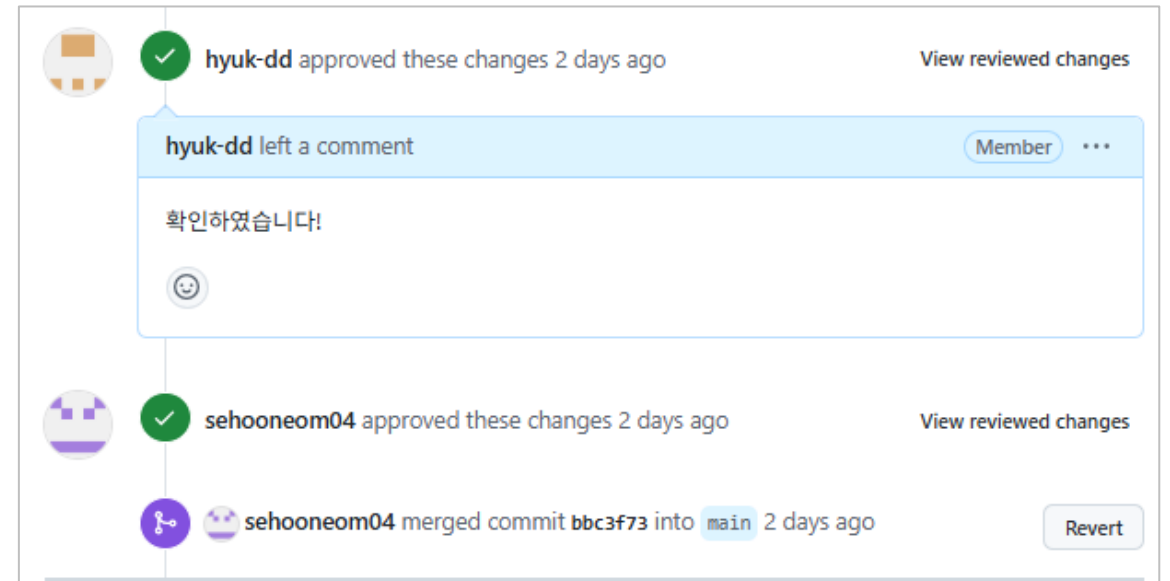 hyuk-dd approved these changes 2 days ago View reviewed changes
hyuk-dd left a comment Member ...
확인하였습니다!
sehooneom04 approved these changes 2 days ago View reviewed changes
sehooneom04 merged commit bbc3f73 into main 2 days ago Revert